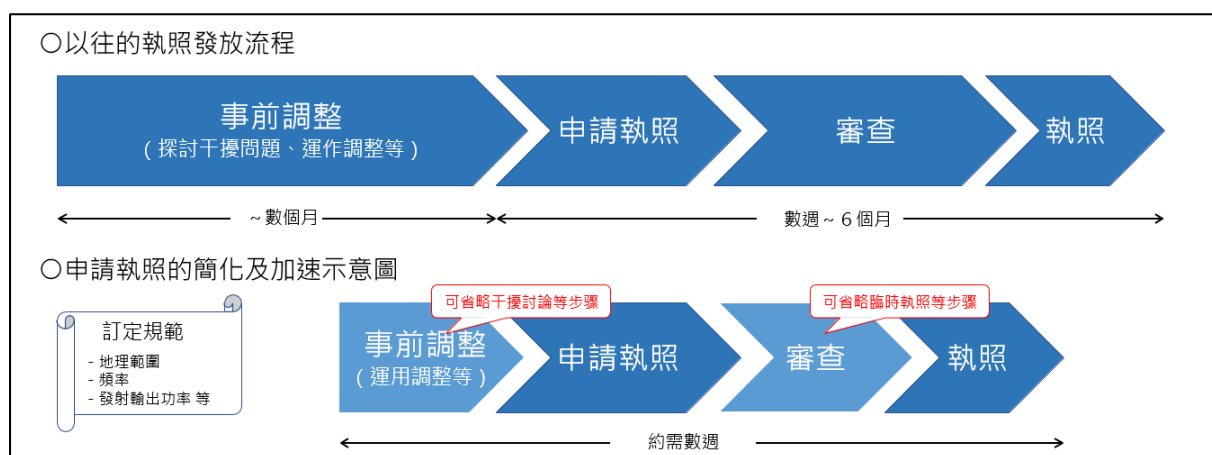 ○以往的執照發放流程
事前調整
(探討干擾問題、運作調整等)
申請執照
審查
執照
~數個月
數週~6個月
○申請執照的簡化及加速示意圖
訂定規範
- 地理範圍
- 頻率
- 發射輸出功率 等
可省略干擾討論等步骤
可省略臨時執照等步骤
事前調整
(運用調整等)
申請執照
審查
執照
約需數週